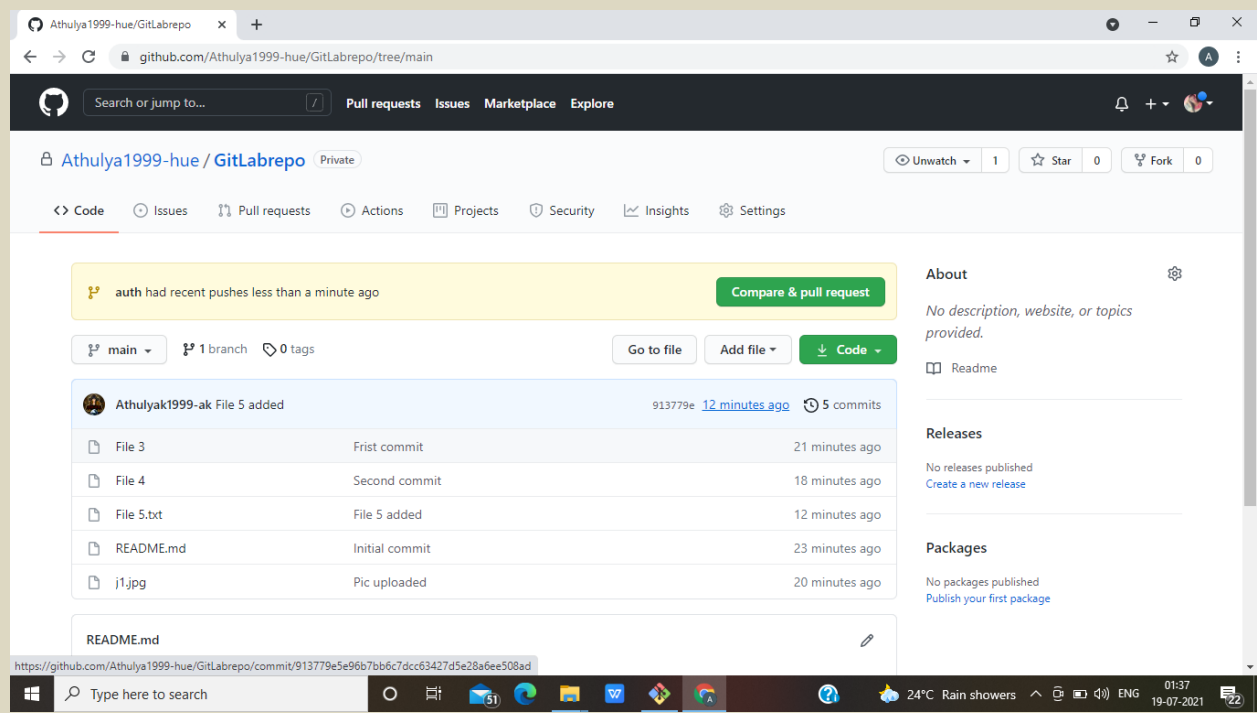 Athulya1999-hue/GitLabrepo
github.com/Athulya1999-hue/GitLabrepo/tree/main
A
Search or jump to... / Pull requests Issues Marketplace Explore
Athulya1999-hue / GitLabrepo Private
Unwatch 1 Star 0 Fork 0
<> Code Issues Pull requests Actions Projects Security Insights Settings
auth had recent pushes less than a minute ago
Compare & pull request
main 1 branch 0 tags
Go to file Add file Code
Athulyak1999-ak File 5 added 913779e 12 minutes ago 5 commits
File 3 Frist commit 21 minutes ago
File 4 Second commit 18 minutes ago
File 5.txt File 5 added 12 minutes ago
README.md Initial commit 23 minutes ago
j1.jpg Pic uploaded 20 minutes ago
README.md
About
No description, website, or topics
provided.
Readme
Releases
No releases published
Create a new release
Packages
No packages published
Publish your first package
https://github.com/Athulya1999-hue/GitLabrepo/commit/913779e5e96b7bb6c7dcc63427d5e28a6ee508ad
Type here to search
51
W
A
24°C Rain showers ENG
01:37
19-07-2021
22